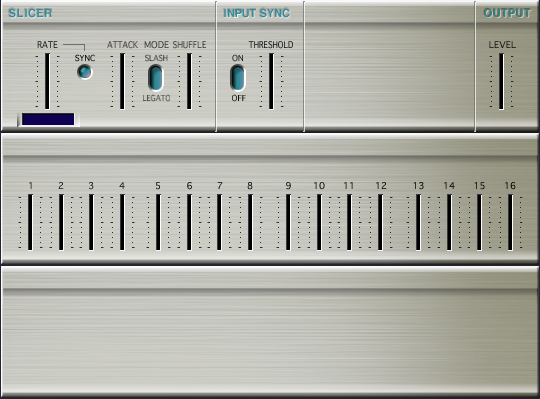 SLICER INPUT SYNC OUTPUT
RATE ATTACK MODE SHUFFLE THRESHOLD LEVEL
SYNC SLASH ON
LEGATO OFF
1 2 3 4 5 6 7 8 9 10 11 12 13 14 15 16